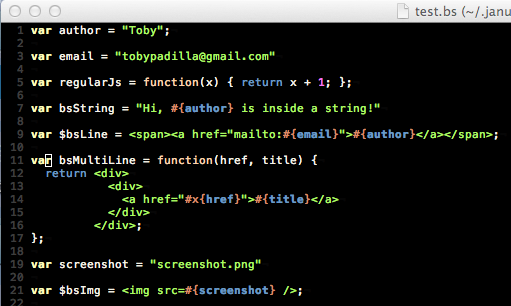 test.bs (~/.janu
1 var author = "Toby";
2
3 var email = "tobypadilla@gmail.com"
4
5 var regularJs = function(x) { return x + 1; };
6
7 var bsString = "Hi, #{author} is inside a string!"
8
9 var $bsLine = <span><a href="mailto:#{email}">#{author}</a></span>;
10
11 var bsMultiLine = function(href, title) {
12   return <div>
13            <div>
14              <a href="#x{href}">#{title}</a>
15            </div>
16          </div>;
17 };
18
19 var screenshot = "screenshot.png"
20
21 var $bsImg = <img src=#{screenshot} />;
22